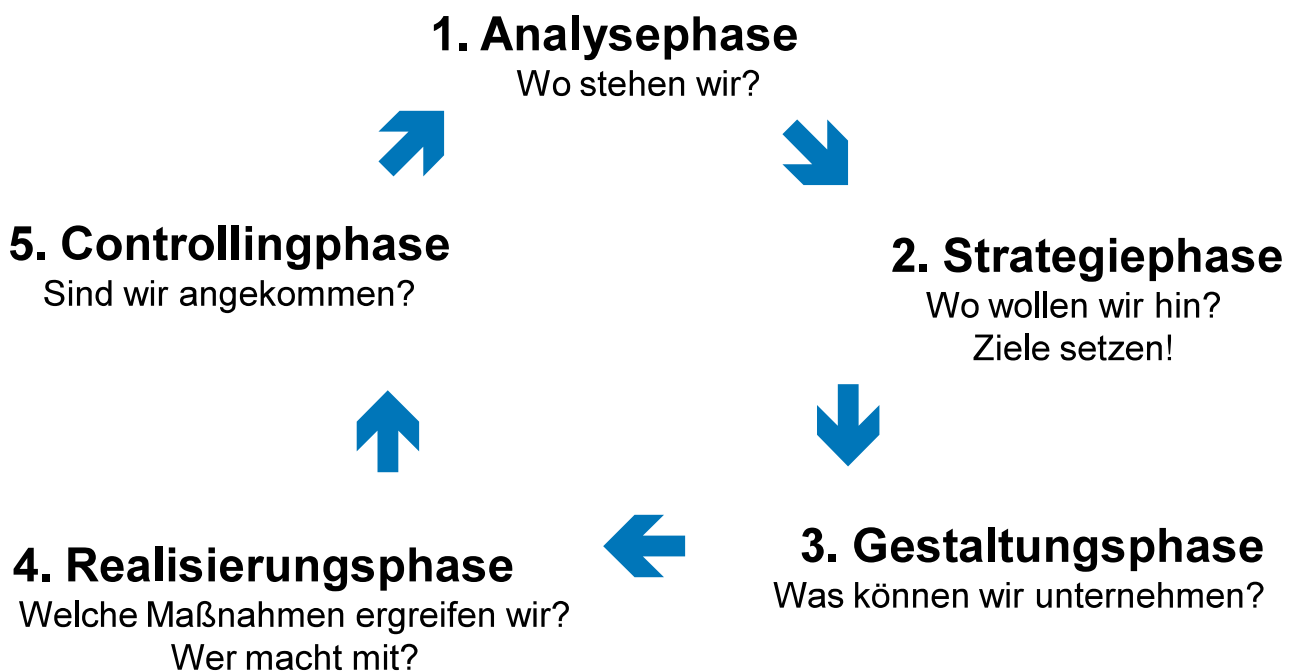 1. Analysephase
Wo stehen wir?
2. Strategiephase
Wo wollen wir hin?
Ziele setzen!
3. Gestaltungsphase
Was können wir unternehmen?
4. Realisierungsphase
Welche Maßnahmen ergreifen wir?
Wer macht mit?
5. Controllingphase
Sind wir angekommen?